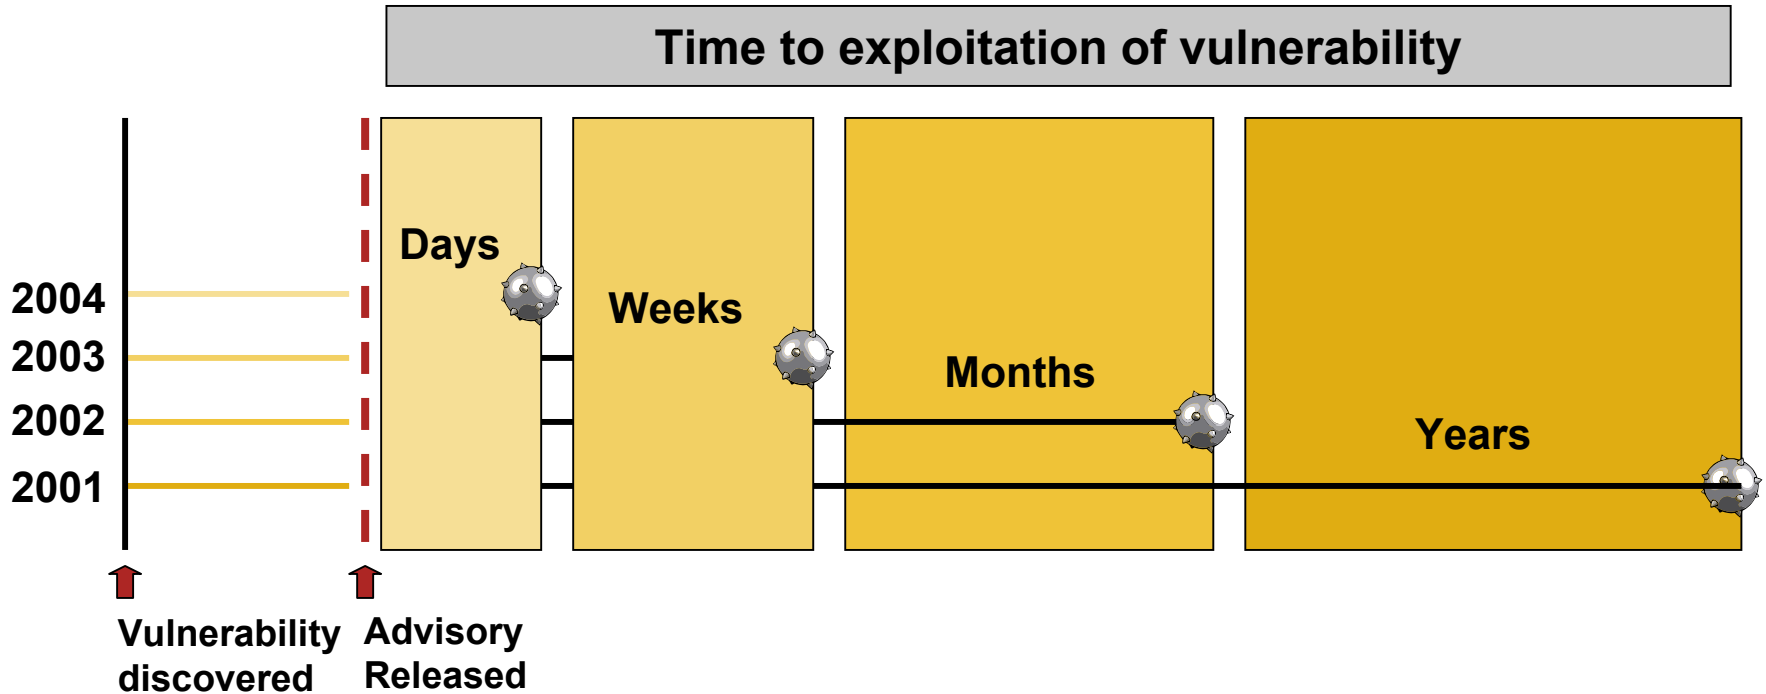 Time to exploitation of vulnerability
Days
Weeks
Months
Years
2004
2003
2002
2001
Vulnerability
discovered
Advisory
Released